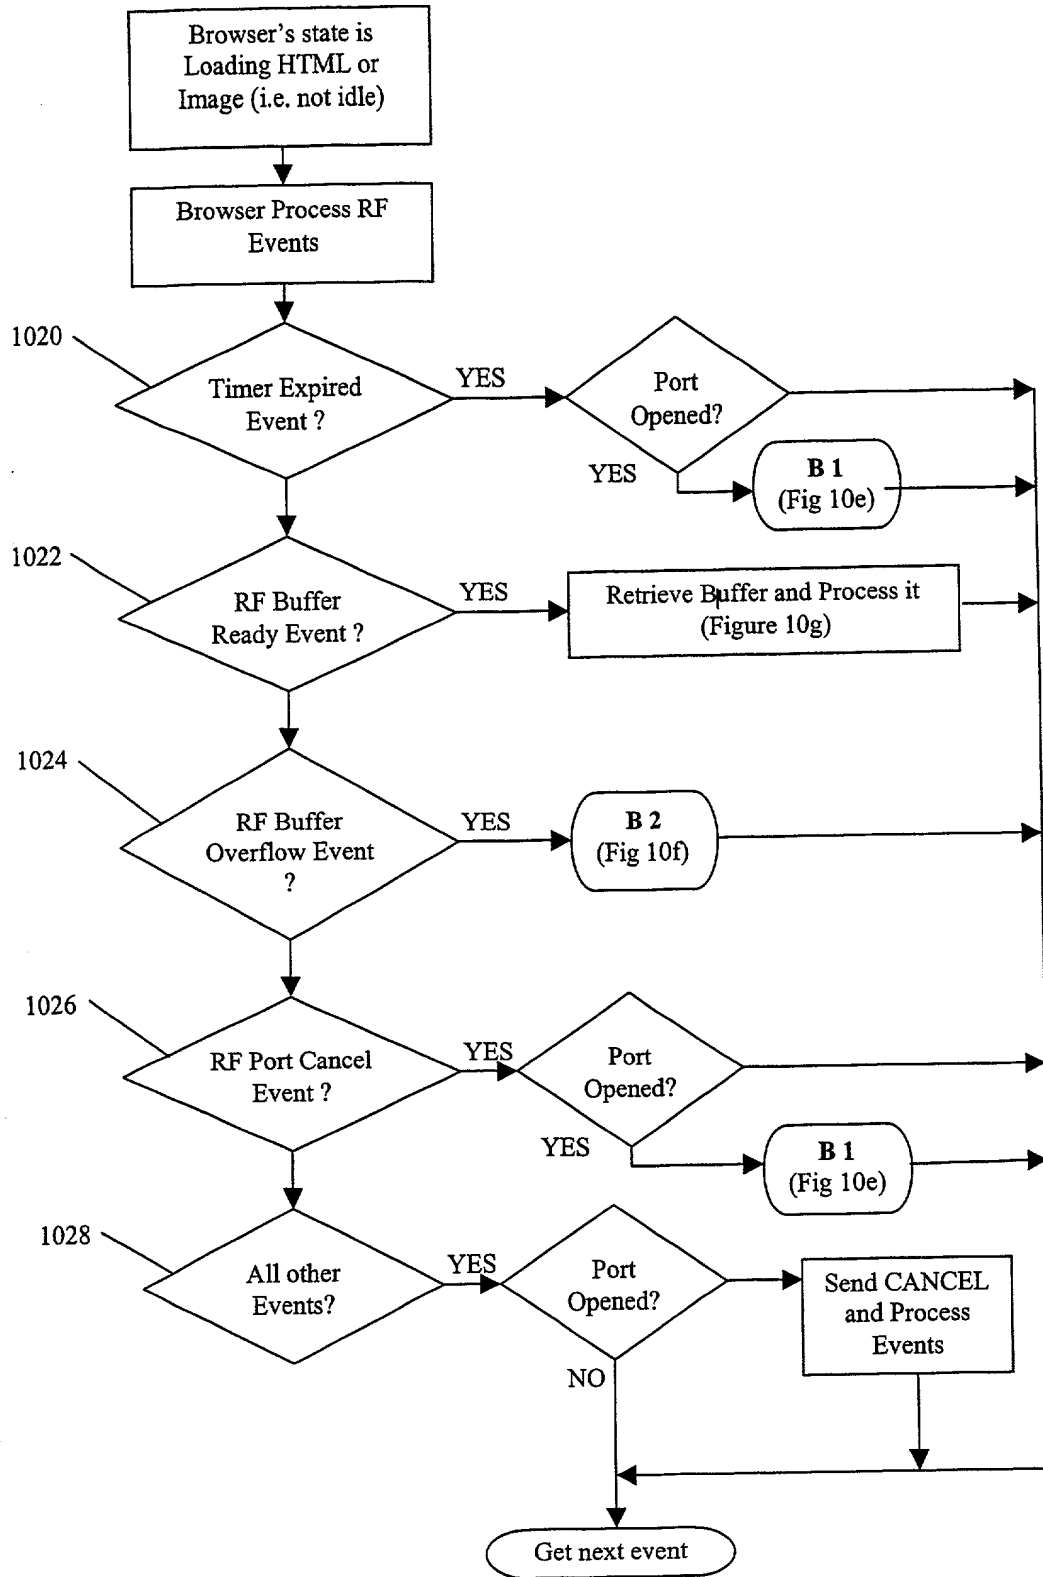 Browser's state is
Loading HTML or
Image (i.e. not idle)
Browser Process RF
Events
1020
Timer Expired
Event ?
YES
Port
Opened?
YES
B 1
(Fig 10e)
1022
RF Buffer
Ready Event ?
YES
Retrieve Buffer and Process it
(Figure 10g)
1024
RF Buffer
Overflow Event
?
YES
B 2
(Fig 10f)
1026
RF Port Cancel
Event ?
YES
Port
Opened?
YES
B 1
(Fig 10e)
1028
All other
Events?
YES
Port
Opened?
Send CANCEL
and Process
Events
NO
Get next event